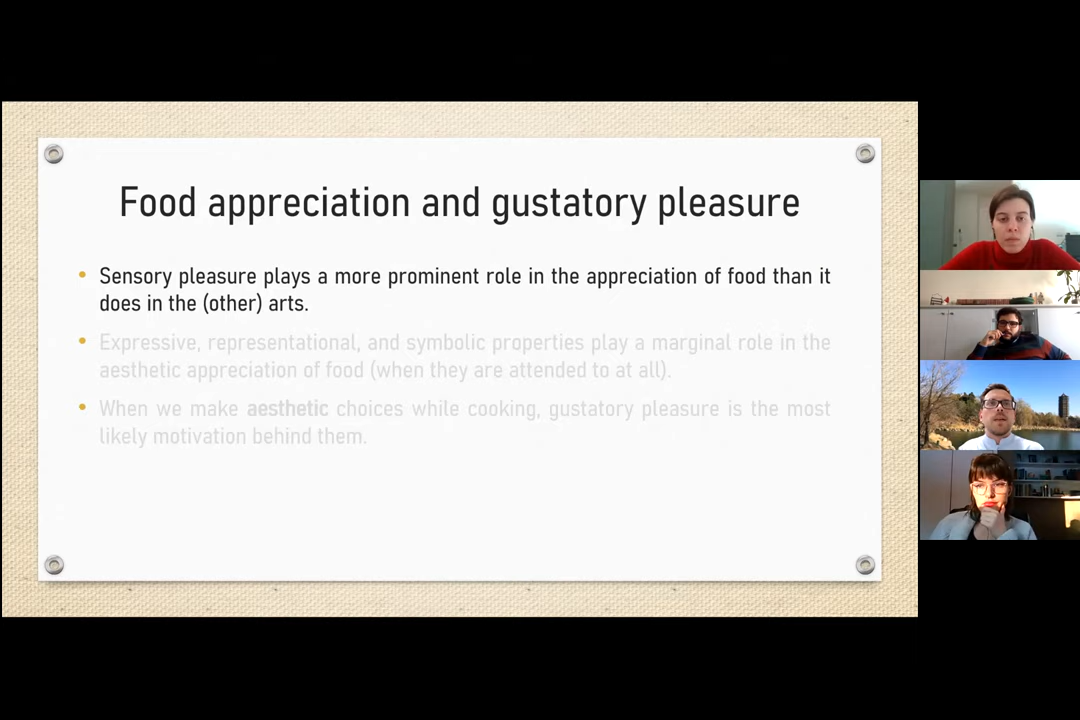 Food appreciation and gustatory pleasure
• Sensory pleasure plays a more prominent role in the appreciation of food than it
does in the (other) arts.
• Expressive, representational, and symbolic properties play a marginal role in the
aesthetic appreciation of food (when they are attended to at all).
• When we make aesthetic choices while cooking, gustatory pleasure is the most
likely motivation behind them.